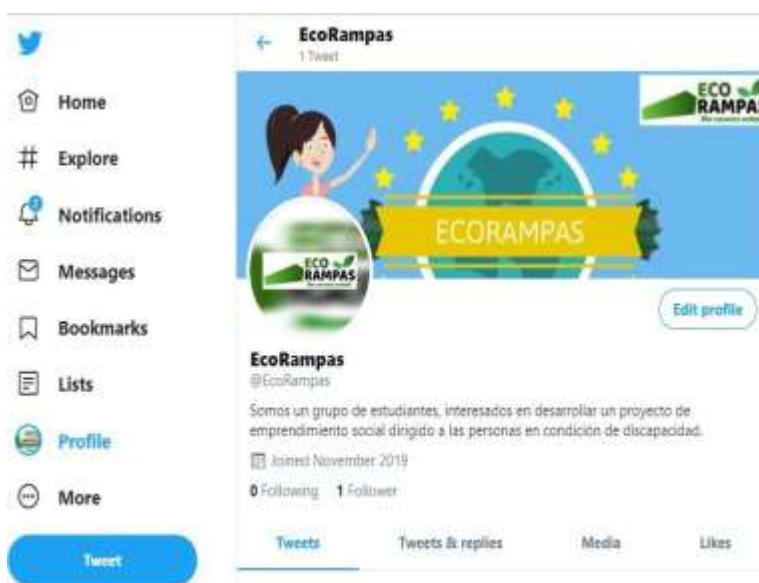 EcoRampas
1 Tweet
Home
Explore
Notifications
Messages
Bookmarks
Lists
Profile
More
Tweet
ECO
RAMPAS
ECORAMPAS
ECO
RAMPAS
Edit profile
EcoRampas
@EcoRampas
Somos un grupo de estudiantes, interesados en desarrollar un proyecto de
emprendimiento social dirigido a las personas en condición de discapacidad.
Joined November 2019
0 Following 1 Follower
Tweets Tweets & replies Media Likes